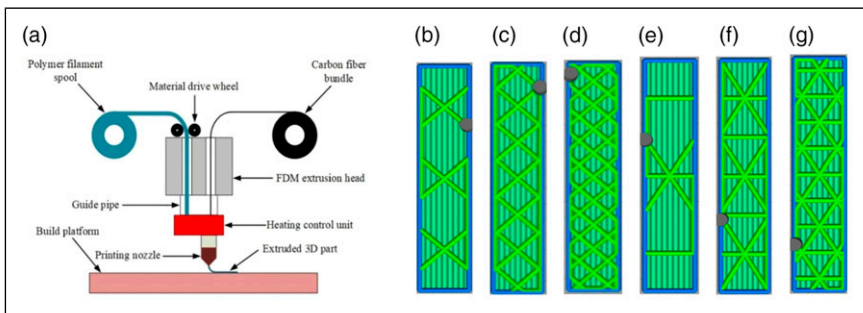 (a)
Polymer filament
spool
Material drive wheel
Carbon fiber
bundle
FDM extrusion head
Guide pipe
Heating control unit
Build platform
Printing nozzle
Extruded 3D part
(b)
(c)
(d)
(e)
(f)
(g)